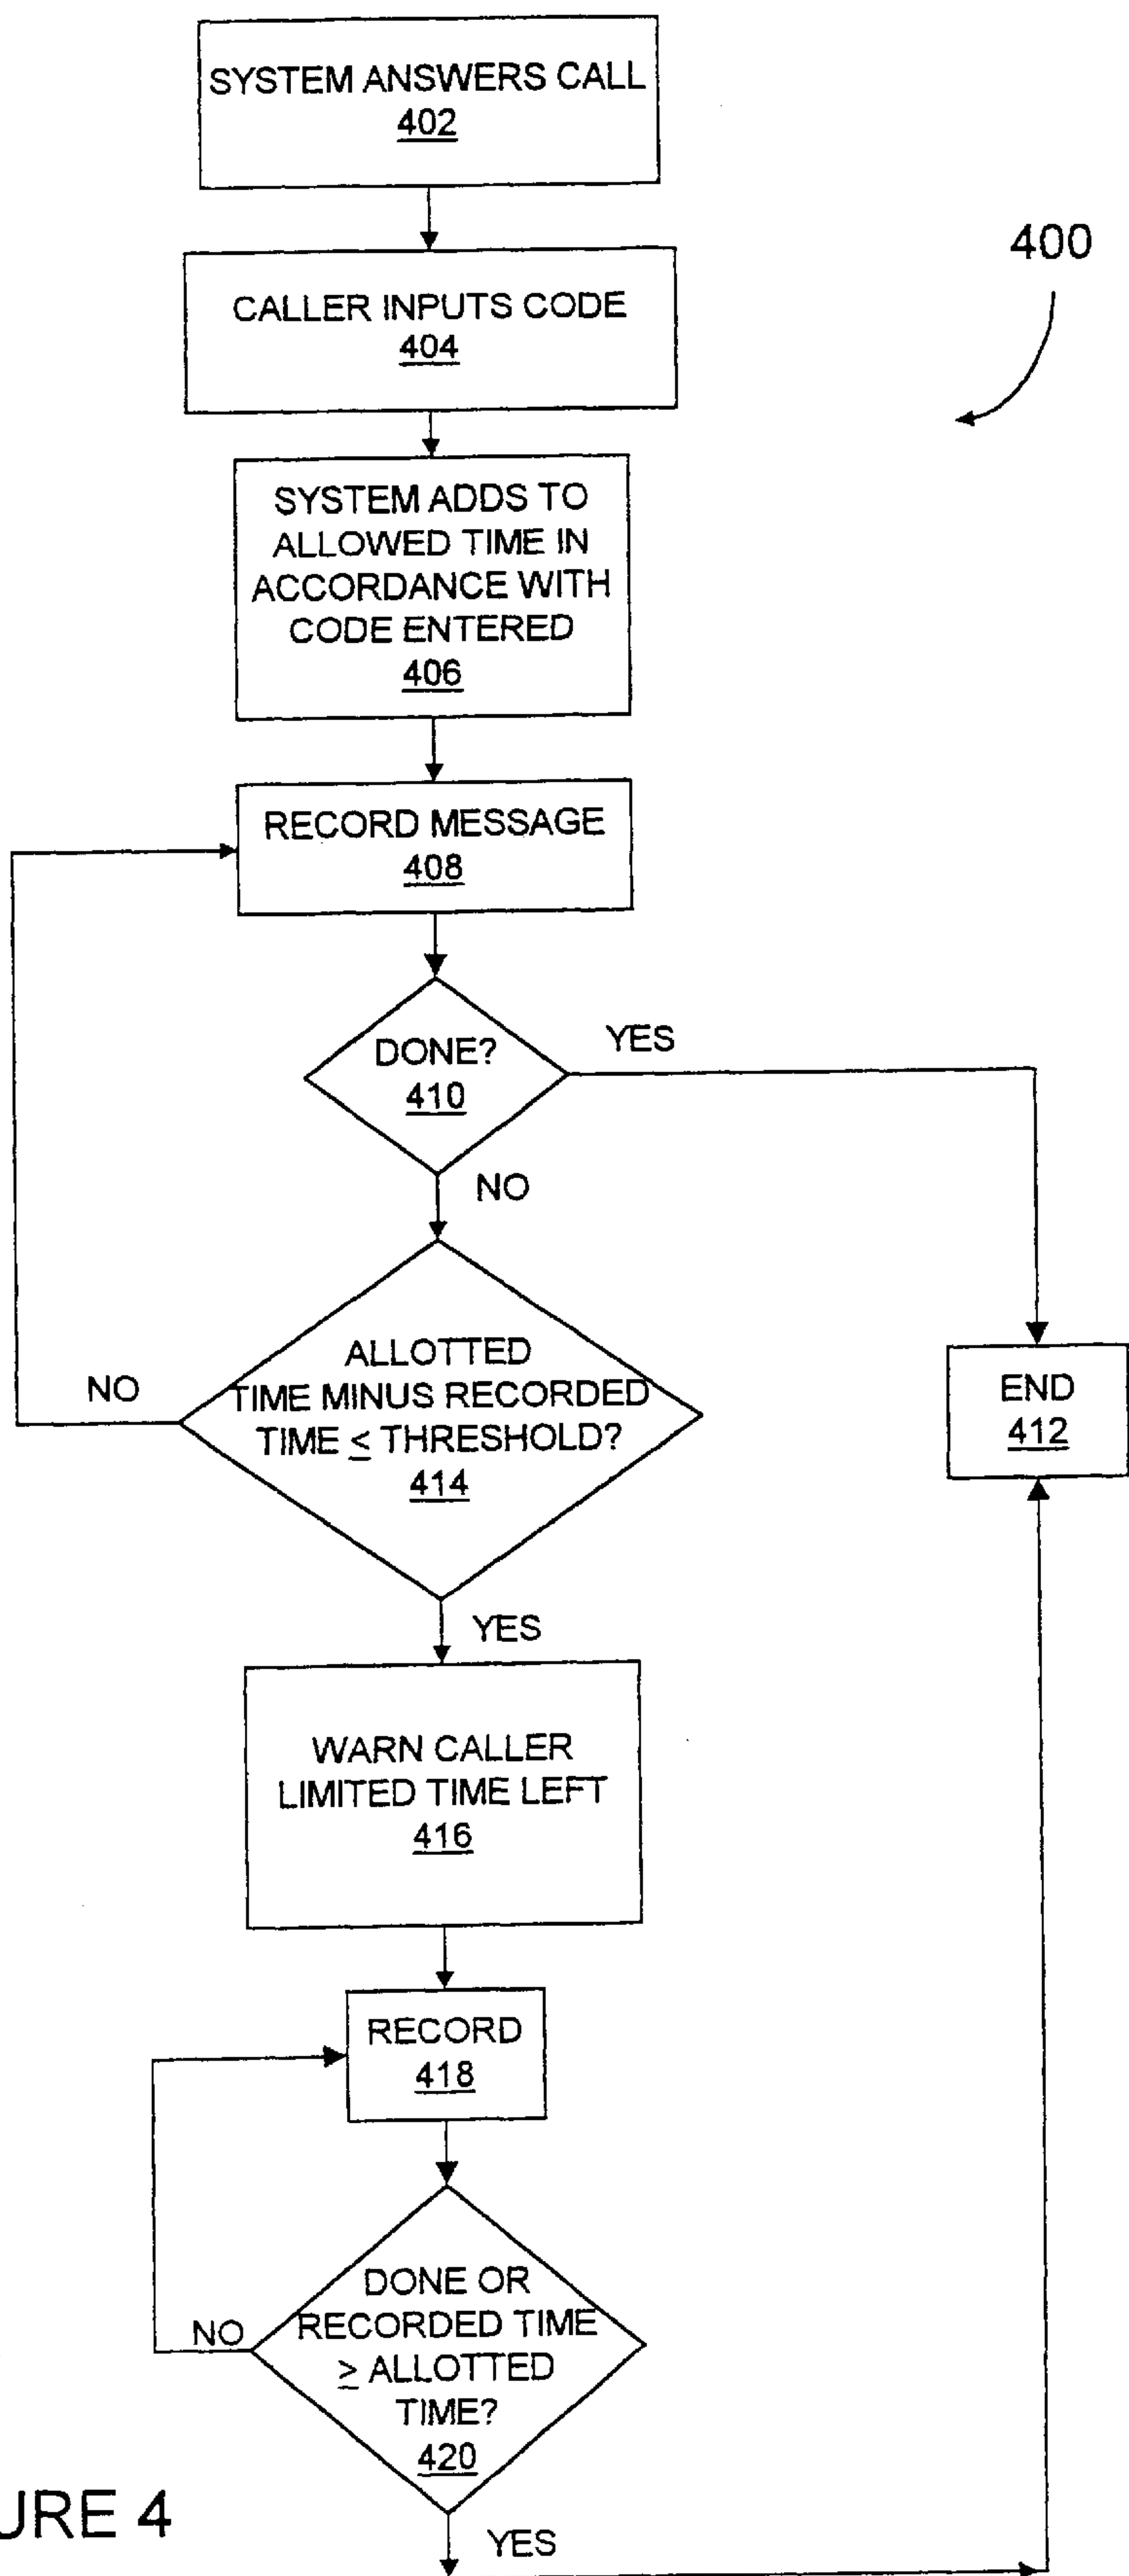 SYSTEM ANSWERS CALL
402
400
CALLER INPUTS CODE
404
SYSTEM ADDS TO
ALLOWED TIME IN
ACCORDANCE WITH
CODE ENTERED
406
RECORD MESSAGE
408
DONE?
410
YES
NO
ALLOTTED
TIME MINUS RECORDED
TIME ≤ THRESHOLD?
414
NO
END
412
YES
WARN CALLER
LIMITED TIME LEFT
416
RECORD
418
DONE OR
RECORDED TIME
≥ ALLOTTED
TIME?
420
NO
YES
URE 4